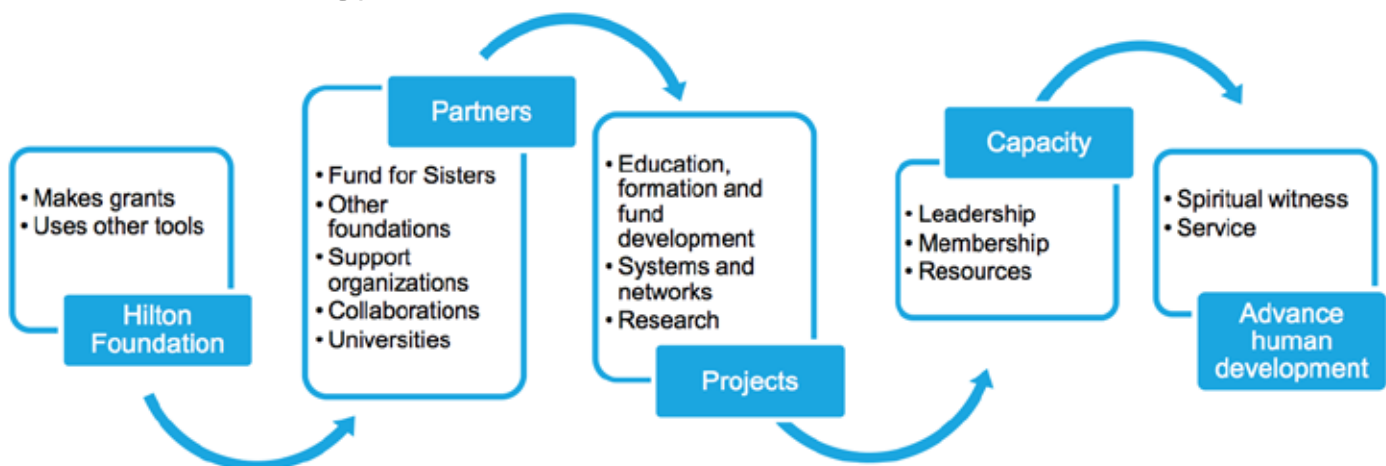 • Makes grants
• Uses other tools
Hilton
Foundation
Partners
• Fund for Sisters
• Other
foundations
• Support
organizations
• Collaborations
• Universities
• Education,
formation and
fund
development
• Systems and
networks
• Research
Projects
Capacity
• Leadership
• Membership
• Resources
• Spiritual witness
• Service
Advance
human
development